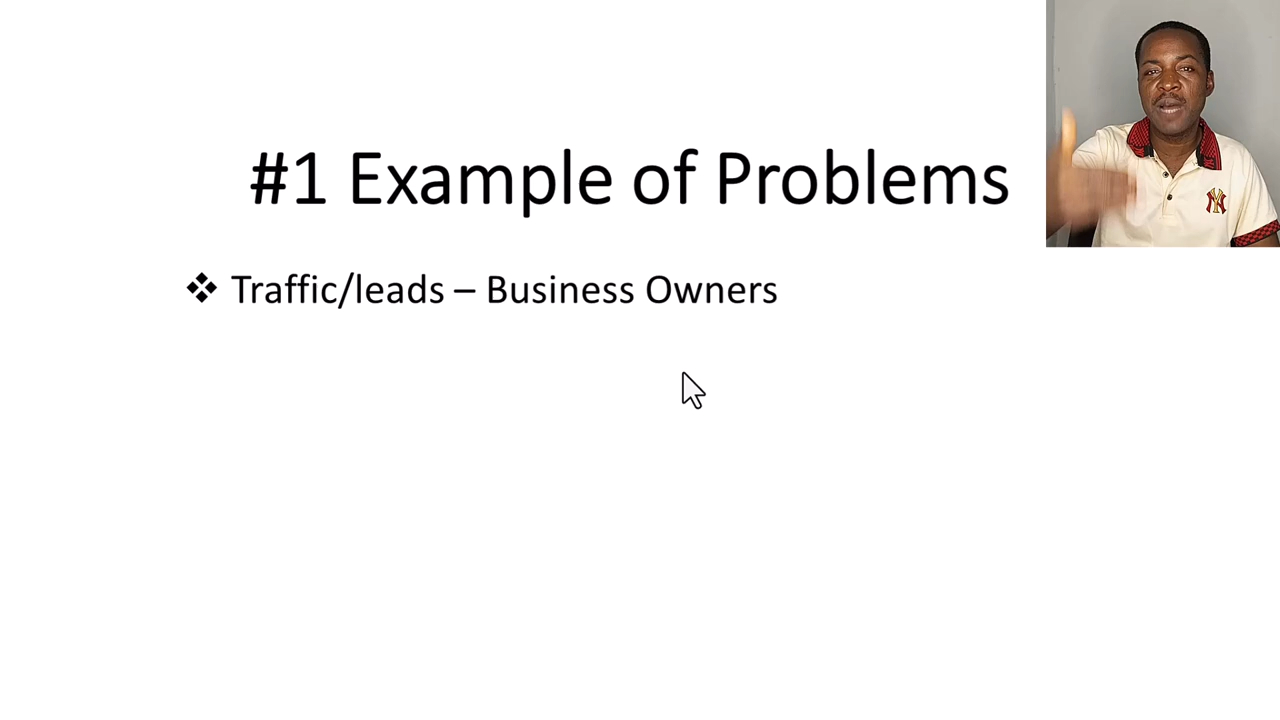 #1 Example of Problems
❖ Traffic/leads – Business Owners
NY